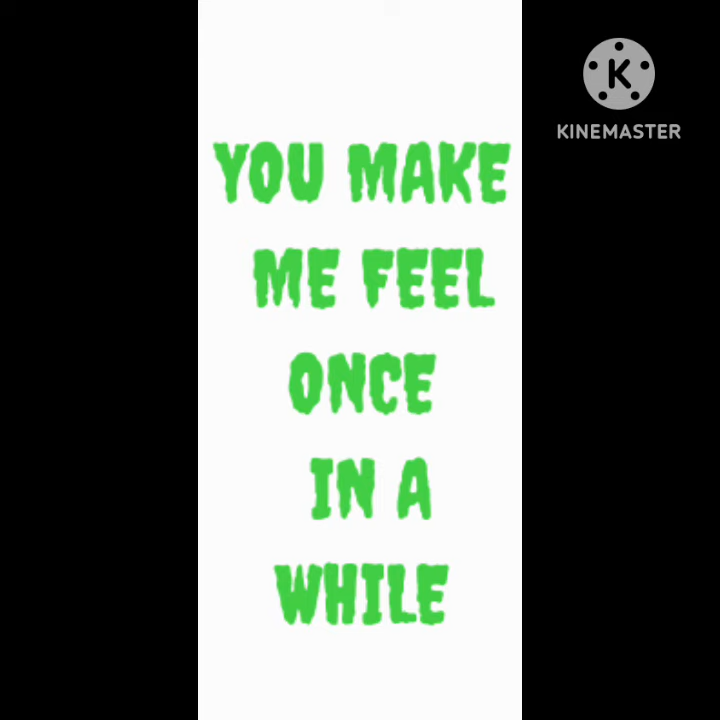 K
KINEMASTER
YOU MAKE
ME FEEL
ONCE
IN A
WHILE